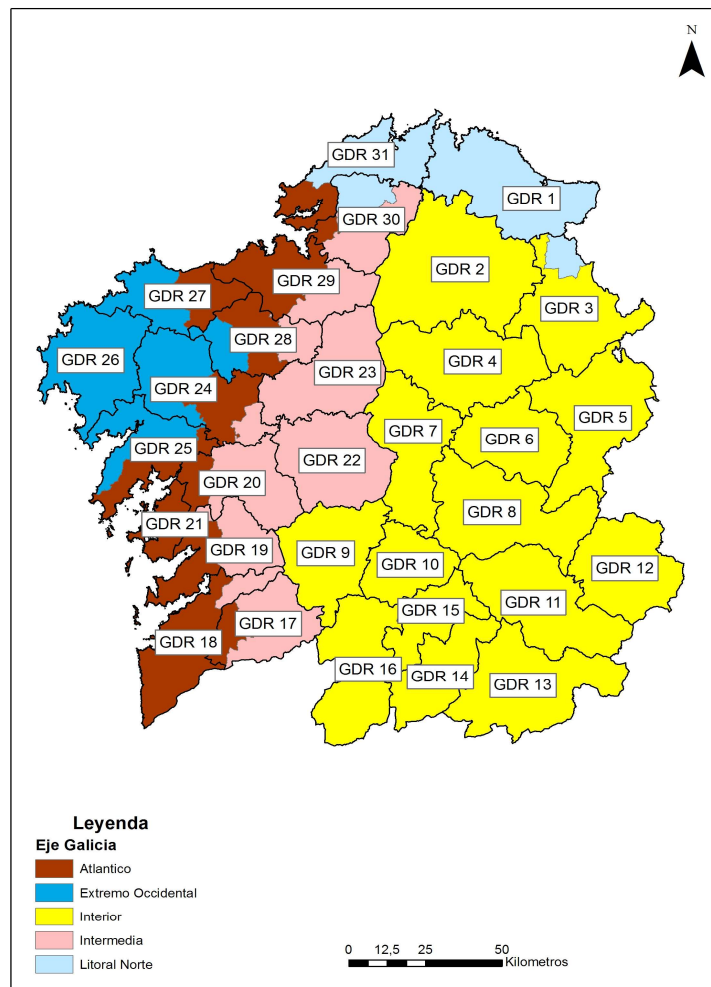 N
GDR 31
GDR 1
GDR 30
GDR 2
GDR 29
GDR 27
GDR 3
GDR 28
GDR 26
GDR 4
GDR 23
GDR 24
GDR 5
GDR 7
GDR 6
GDR 25
GDR 22
GDR 20
GDR 8
GDR 21
GDR 19
GDR 9
GDR 10
GDR 12
GDR 11
GDR 15
GDR 17
GDR 18
GDR 16
GDR 14
GDR 13
Leyenda
Eje Galicia
Atlantico
Extremo Occidental
Interior
Intermedia
Litoral Norte
0 12,5 25 50
Kilometros